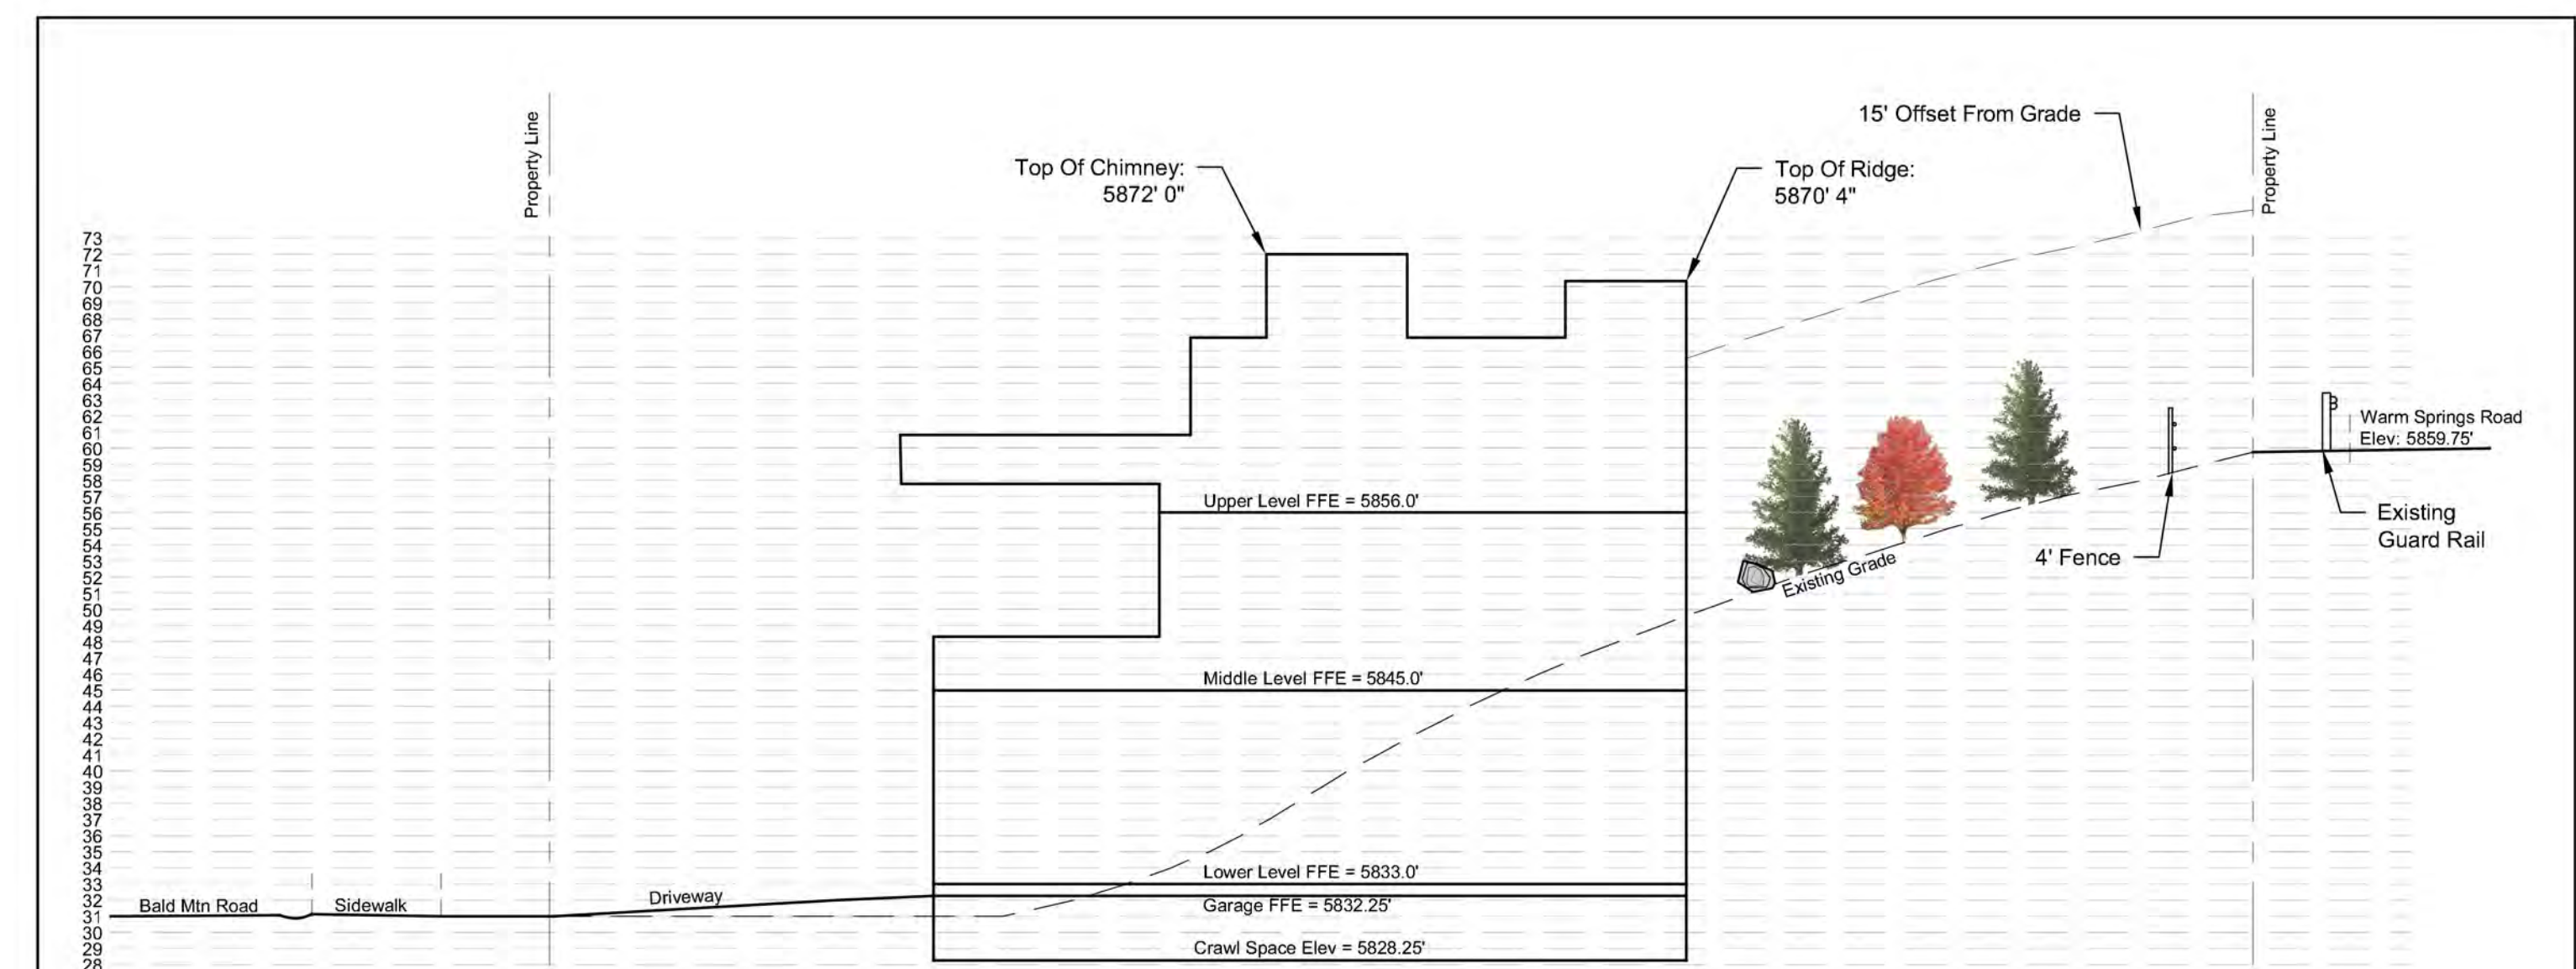 Property Line
Property Line
15' Offset From Grade
Top Of Chimney:
5872' 0"
Top Of Ridge:
5870' 4"
73
72
71
70
69
68
67
66
65
64
63
62
61
60
59
58
57
56
55
54
53
52
51
50
49
48
47
46
45
44
43
42
41
40
39
38
37
36
35
34
33
32
31
30
29
28
Warm Springs Road
Elev: 5859.75'
Upper Level FFE = 5856.0'
Existing
Guard Rail
4' Fence
Existing Grade
Middle Level FFE = 5845.0'
Lower Level FFE = 5833.0'
Bald Mtn Road
Sidewalk
Driveway
Garage FFE = 5832.25'
Crawl Space Elev = 5828.25'